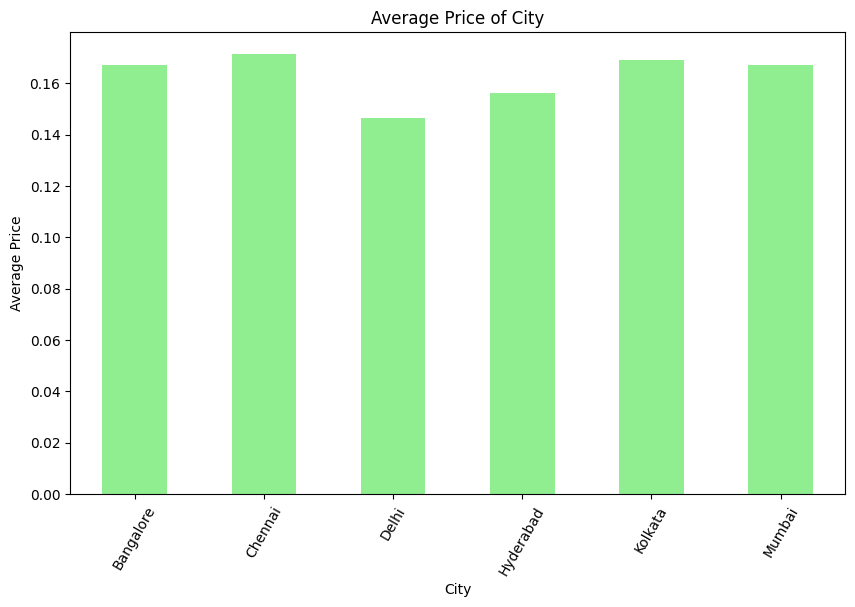 Average Price of City
Average Price
0.16
0.14
0.12
0.10
0.08
0.06
0.04
0.02
0.00
Bangalore
Chennai
Delhi
Hyderabad
Kolkata
Mumbai
City